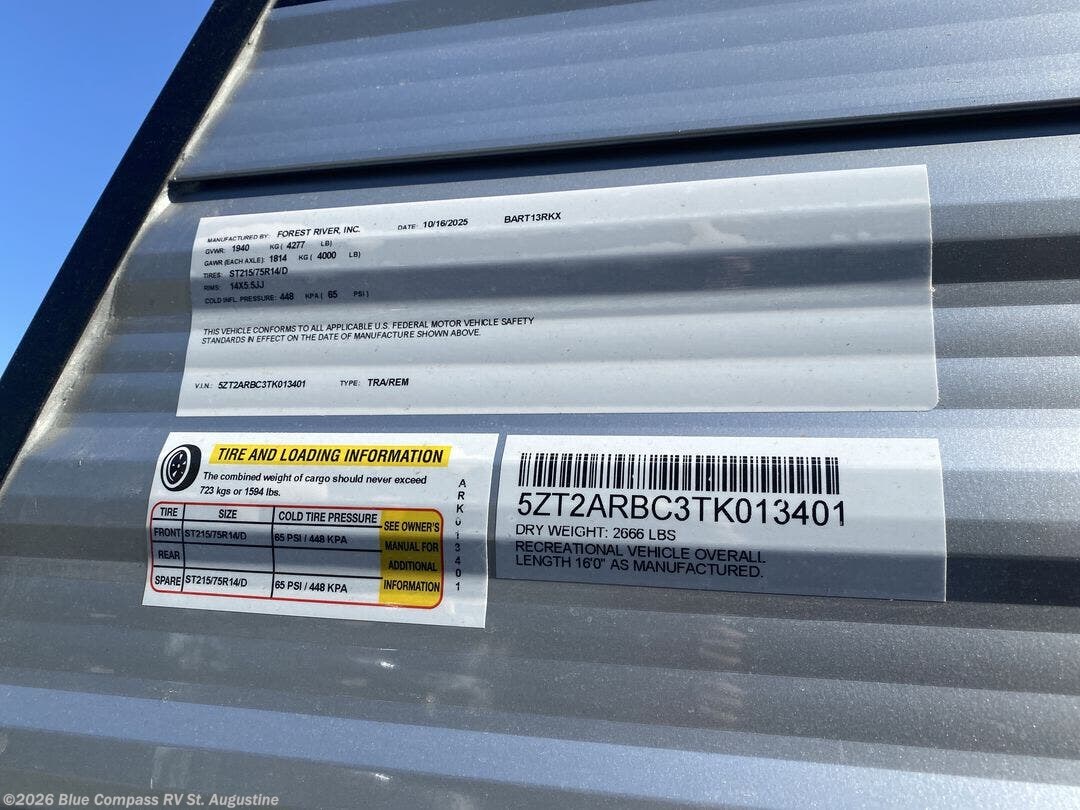 MANUFACTURED BY: FOREST RIVER, INC. DATE: 10/16/2025 BART13RKX
GVWR: 1940 KG ( 4277 LB)
GAWR (EACH AXLE): 1814 KG ( 4000 LB)
TIRES: ST215/75R14/D
RIMS: 14X5.5JJ
COLD INFL. PRESSURE: 448 KPA ( 65 PSI )
THIS VEHICLE CONFORMS TO ALL APPLICABLE U.S. FEDERAL MOTOR VEHICLE SAFETY
STANDARDS IN EFFECT ON THE DATE OF MANUFACTURE SHOWN ABOVE.
V.I.N.: 5ZT2ARBC3TK013401 TYPE: TRA/REM
TIRE AND LOADING INFORMATION
The combined weight of cargo should never exceed
723 kgs or 1594 lbs.
TIRE SIZE COLD TIRE PRESSURE
FRONT ST215/75R14/D 65 PSI / 448 KPA
REAR
SPARE ST215/75R14/D 65 PSI / 448 KPA
SEE OWNER'S
MANUAL FOR
ADDITIONAL
INFORMATION
ARK013401
5ZT2ARBC3TK013401
DRY WEIGHT: 2666 LBS
RECREATIONAL VEHICLE OVERALL
LENGTH 16'0" AS MANUFACTURED.
©2026 Blue Compass RV St. Augustine